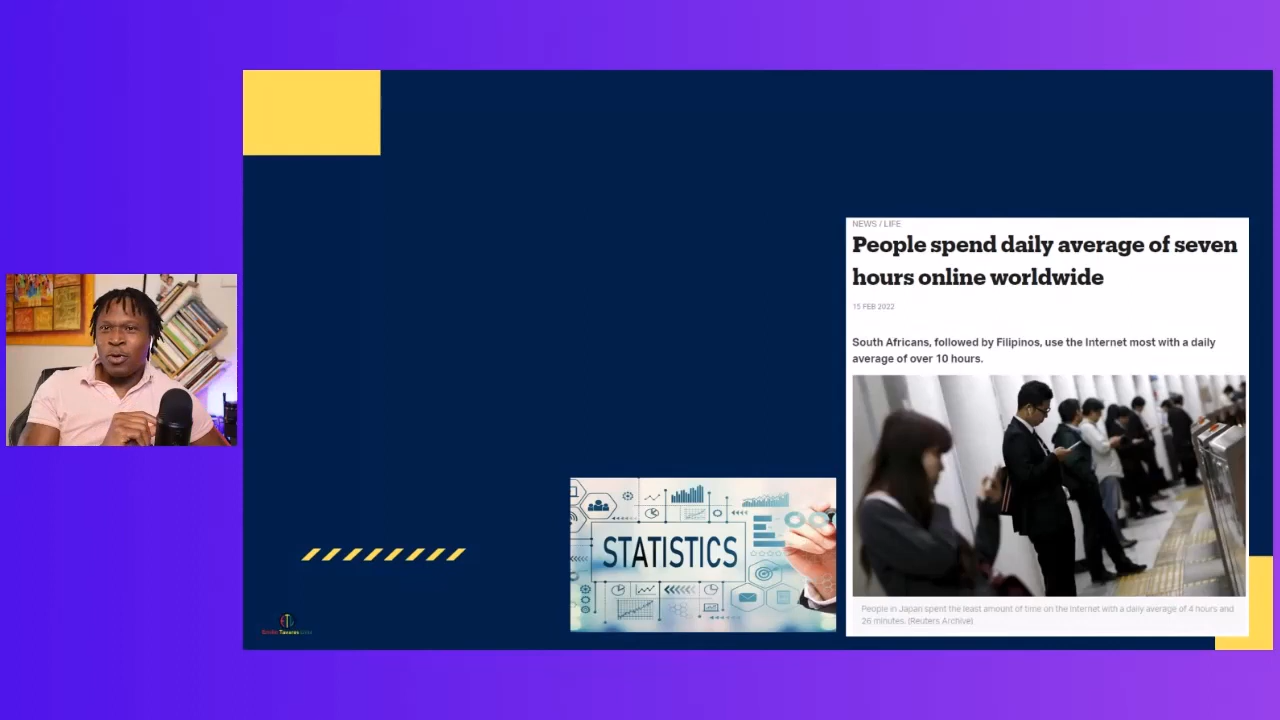 NEWS / LIFE
People spend daily average of seven
hours online worldwide
15 FEB 2022
South Africans, followed by Filipinos, use the Internet most with a daily
average of over 10 hours.
STATISTICS
People in Japan spent the least amount of time on the Internet with a daily average of 4 hours and
26 minutes. (Reuters Archive)
Tavares